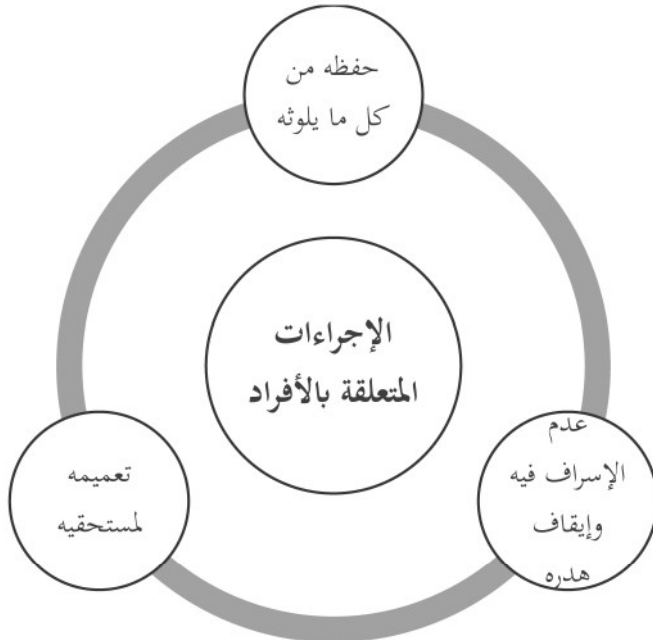 حفظه من
كل ما يلوثه
الإجراءات
المتعلقة بالأفراد
عدم
الإسراف فيه
وإيقاف
هدره
تعميمه
لمستحقيه